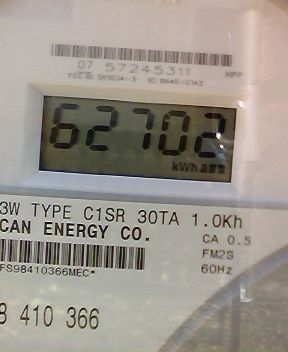 07 57245311
62702
kWh
3W TYPE C1SR 30TA 1.0Kh
CAN ENERGY CO.
CA 0.5
FM2S
60Hz
FS98410366MEC*
8 410 366